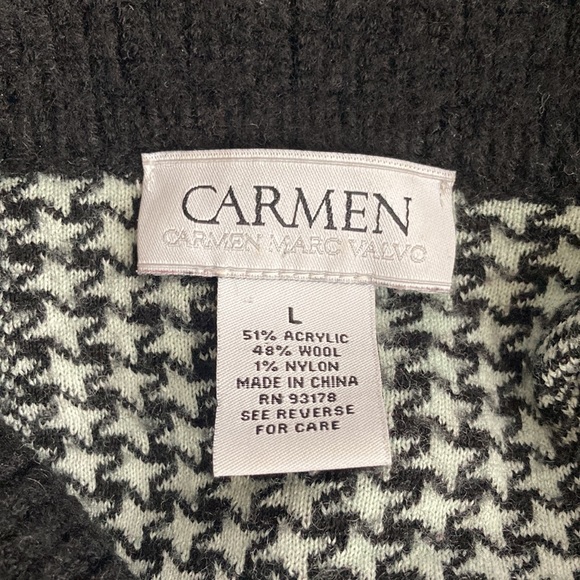 CARMEN
CARMEN MARC VALVO
L
51% ACRYLIC
48% WOOL
1% NYLON
MADE IN CHINA
RN 93178
SEE REVERSE
FOR CARE